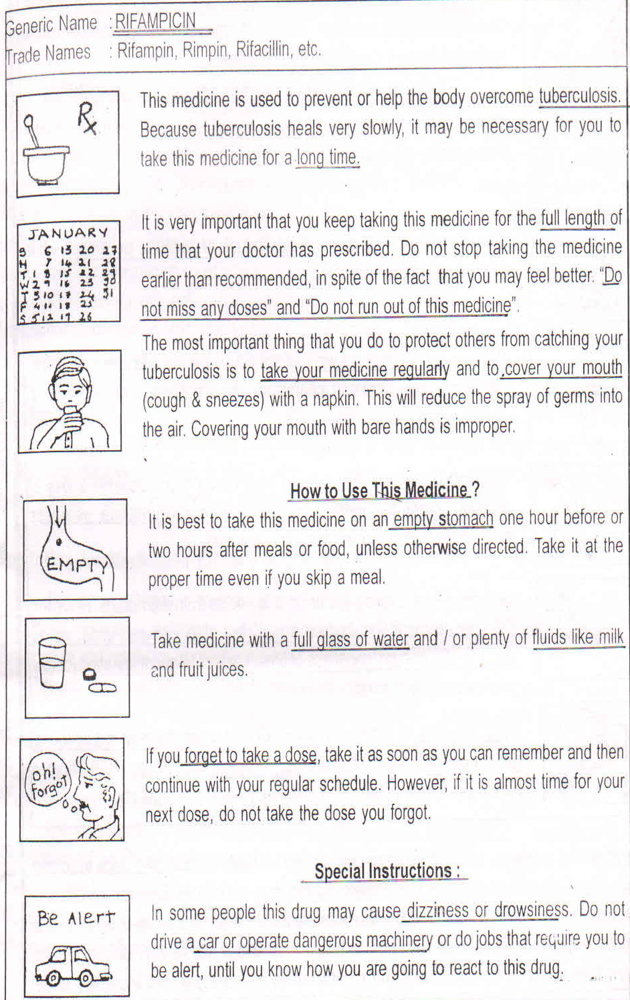 Generic Name : RIFAMPICIN
Trade Names : Rifampin, Rimpin, Rifacillin, etc.
Rx
This medicine is used to prevent or help the body overcome tuberculosis.
Because tuberculosis heals very slowly, it may be necessary for you to
take this medicine for a long time.
JANUARY
S 6 13 20 27
M 7 14 21 28
T 1 8 15 22 29
W 2 9 16 23 30
T 3 10 17 24 31
F 4 11 18 25
S 5 12 19 26
It is very important that you keep taking this medicine for the full length of
time that your doctor has prescribed. Do not stop taking the medicine
earlier than recommended, in spite of the fact that you may feel better. “Do
not miss any doses” and “Do not run out of this medicine”.
The most important thing that you do to protect others from catching your
tuberculosis is to take your medicine regularly and to cover your mouth
(cough & sneezes) with a napkin. This will reduce the spray of germs into
the air. Covering your mouth with bare hands is improper.
How to Use This Medicine ?
EMPTY
It is best to take this medicine on an empty stomach one hour before or
two hours after meals or food, unless otherwise directed. Take it at the
proper time even if you skip a meal.
Take medicine with a full glass of water and / or plenty of fluids like milk
and fruit juices.
oh!
forgot
If you forget to take a dose, take it as soon as you can remember and then
continue with your regular schedule. However, if it is almost time for your
next dose, do not take the dose you forgot.
Special Instructions :
Be Alert
In some people this drug may cause dizziness or drowsiness. Do not
drive a car or operate dangerous machinery or do jobs that require you to
be alert, until you know how you are going to react to this drug.